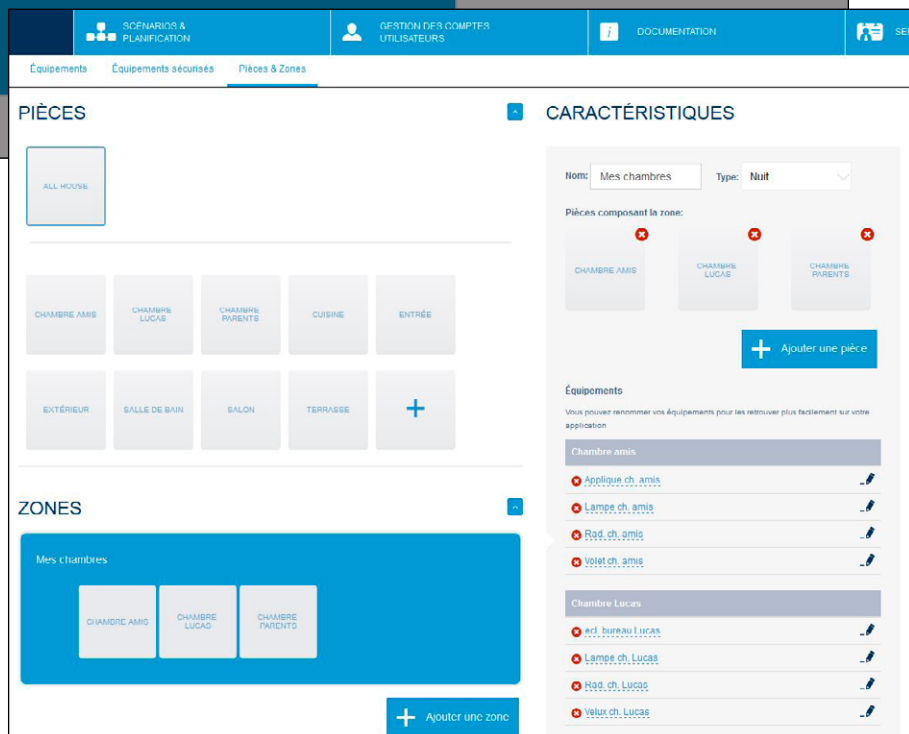 SCÉNARIOS &
PLANIFICATION
GESTION DES COMPTES
UTILISATEURS
i DOCUMENTATION
Équipements Équipements sécurisés Pièces & Zones
PIÈCES
ALL HOUSE
CHAMBRE AMIS
CHAMBRE
LUCAS
CHAMBRE
PARENTS
CUISINE
ENTRÉE
EXTÉRIEUR
SALLE DE BAIN
SALON
TERRASSE
+
ZONES
Mes chambres
CHAMBRE AMIS
CHAMBRE
LUCAS
CHAMBRE
PARENTS
+ Ajouter une zone
CARACTÉRISTIQUES
Nom: Mes chambres Type: Nuit
Pièces composant la zone:
CHAMBRE AMIS
CHAMBRE
LUCAS
CHAMBRE
PARENTS
+ Ajouter une pièce
Équipements
Vous pouvez renommer vos équipements pour les retrouver plus facilement sur votre
application
Chambre amis
Applique ch. amis
Lampe ch. amis
Rad. ch. amis
Volet ch. amis
Chambre Lucas
ecl. bureau Lucas
Lampe ch. Lucas
Rad. ch. Lucas
Velux ch. Lucas